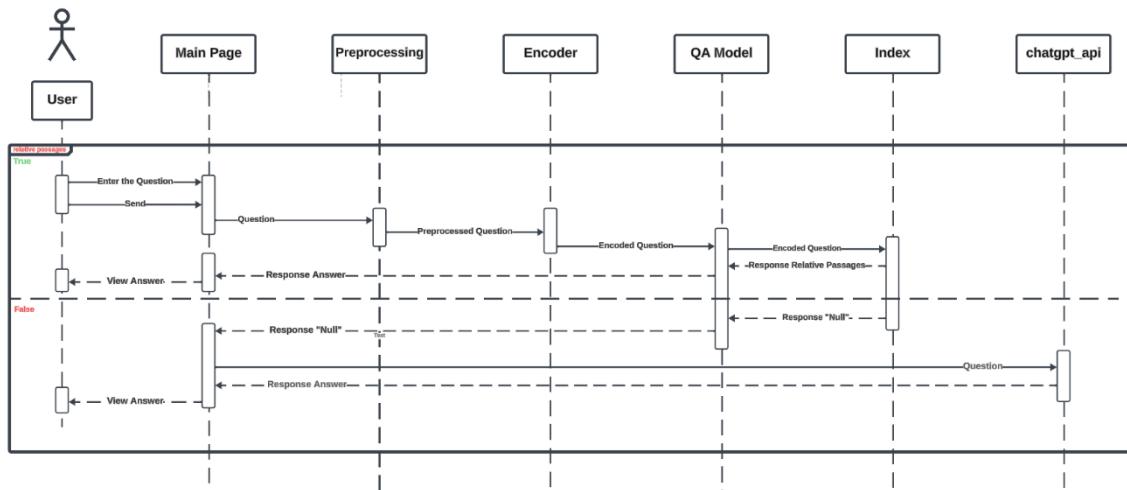 User
Main Page
Preprocessing
Encoder
QA Model
Index
chatgpt_api
relative passages
True
Enter the Question
Send
Question
Preprocessed Question
Encoded Question
Encoded Question
Response Relative Passages
Response Answer
View Answer
False
Response "Null"
Response "Null"
Text
Question
Response Answer
View Answer